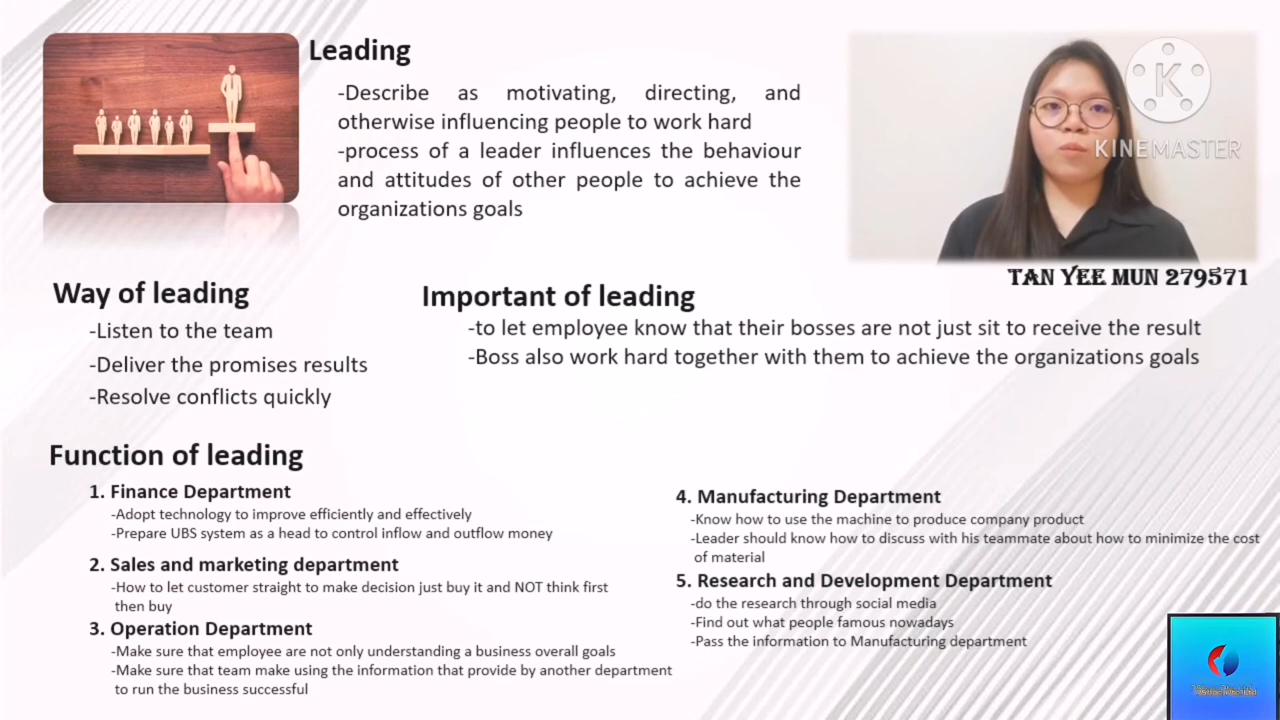 Leading
-Describe as motivating, directing, and
otherwise influencing people to work hard
-process of a leader influences the behaviour
and attitudes of other people to achieve the
organizations goals
K
KINEMASTER
TAN YEE MUN 279571
Way of leading
-Listen to the team
-Deliver the promises results
-Resolve conflicts quickly
Important of leading
-to let employee know that their bosses are not just sit to receive the result
-Boss also work hard together with them to achieve the organizations goals
Function of leading
1. Finance Department
-Adopt technology to improve efficiently and effectively
-Prepare UBS system as a head to control inflow and outflow money
2. Sales and marketing department
-How to let customer straight to make decision just buy it and NOT think first
then buy
3. Operation Department
-Make sure that employee are not only understanding a business overall goals
-Make sure that team make using the information that provide by another department
to run the business successful
4. Manufacturing Department
-Know how to use the machine to produce company product
-Leader should know how to discuss with his teammate about how to minimize the cost
of material
5. Research and Development Department
-do the research through social media
-Find out what people famous nowadays
-Pass the information to Manufacturing department